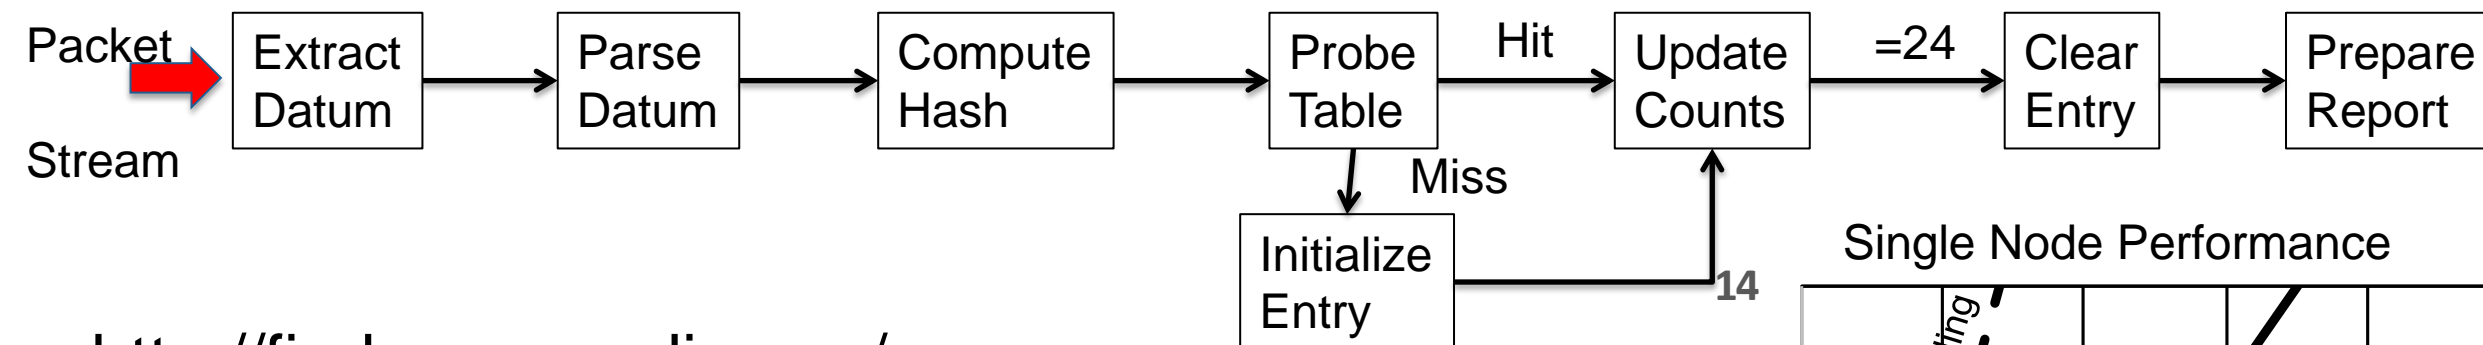 Packet
Stream
Extract
Datum
Parse
Datum
Compute
Hash
Probe
Table
Hit
Update
Counts
=24
Clear
Entry
Prepare
Report
Miss
Initialize
Entry
14
Single Node Performance